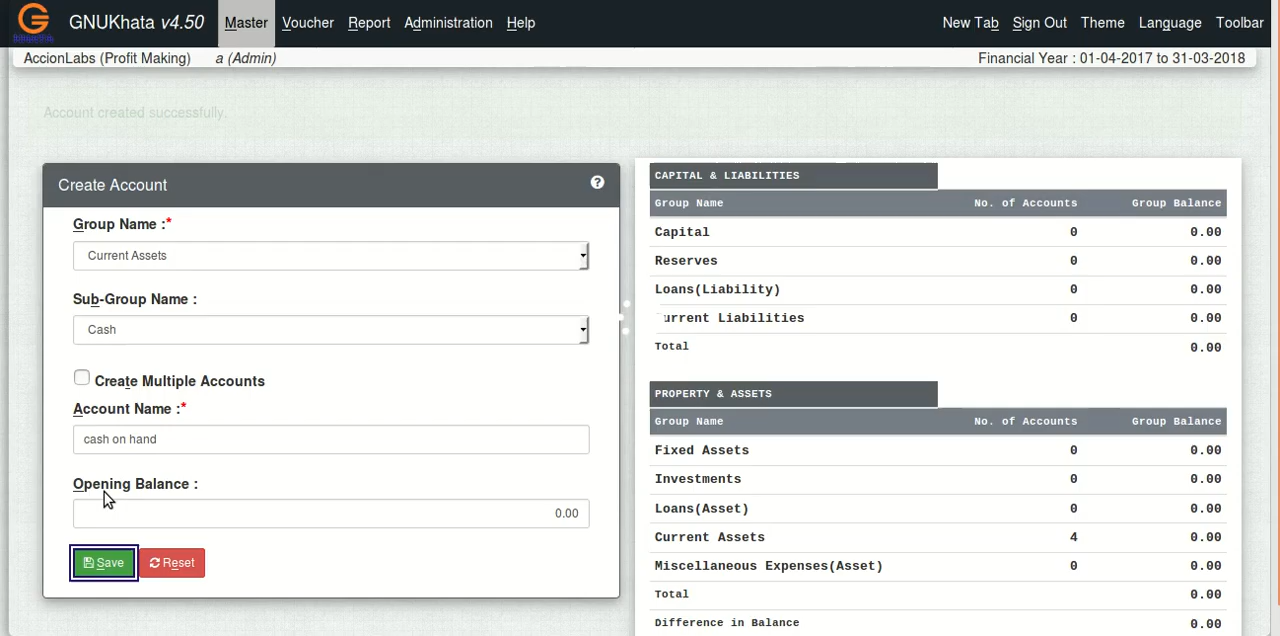 GNUKhata v4.50 Master Voucher Report Administration Help New Tab Sign Out Theme Language Toolbar
AccionLabs (Profit Making) a (Admin) Financial Year : 01-04-2017 to 31-03-2018
Account created successfully.
Create Account
Group Name :*
Current Assets
Sub-Group Name :
Cash
Create Multiple Accounts
Account Name :*
cash on hand
Opening Balance :
0.00
Save Reset
CAPITAL & LIABILITIES
Group Name No. of Accounts Group Balance
Capital 0 0.00
Reserves 0 0.00
Loans(Liability) 0 0.00
urrent Liabilities 0 0.00
Total 0.00
PROPERTY & ASSETS
Group Name No. of Accounts Group Balance
Fixed Assets 0 0.00
Investments 0 0.00
Loans(Asset) 0 0.00
Current Assets 4 0.00
Miscellaneous Expenses(Asset) 0 0.00
Total 0.00
Difference in Balance 0.00